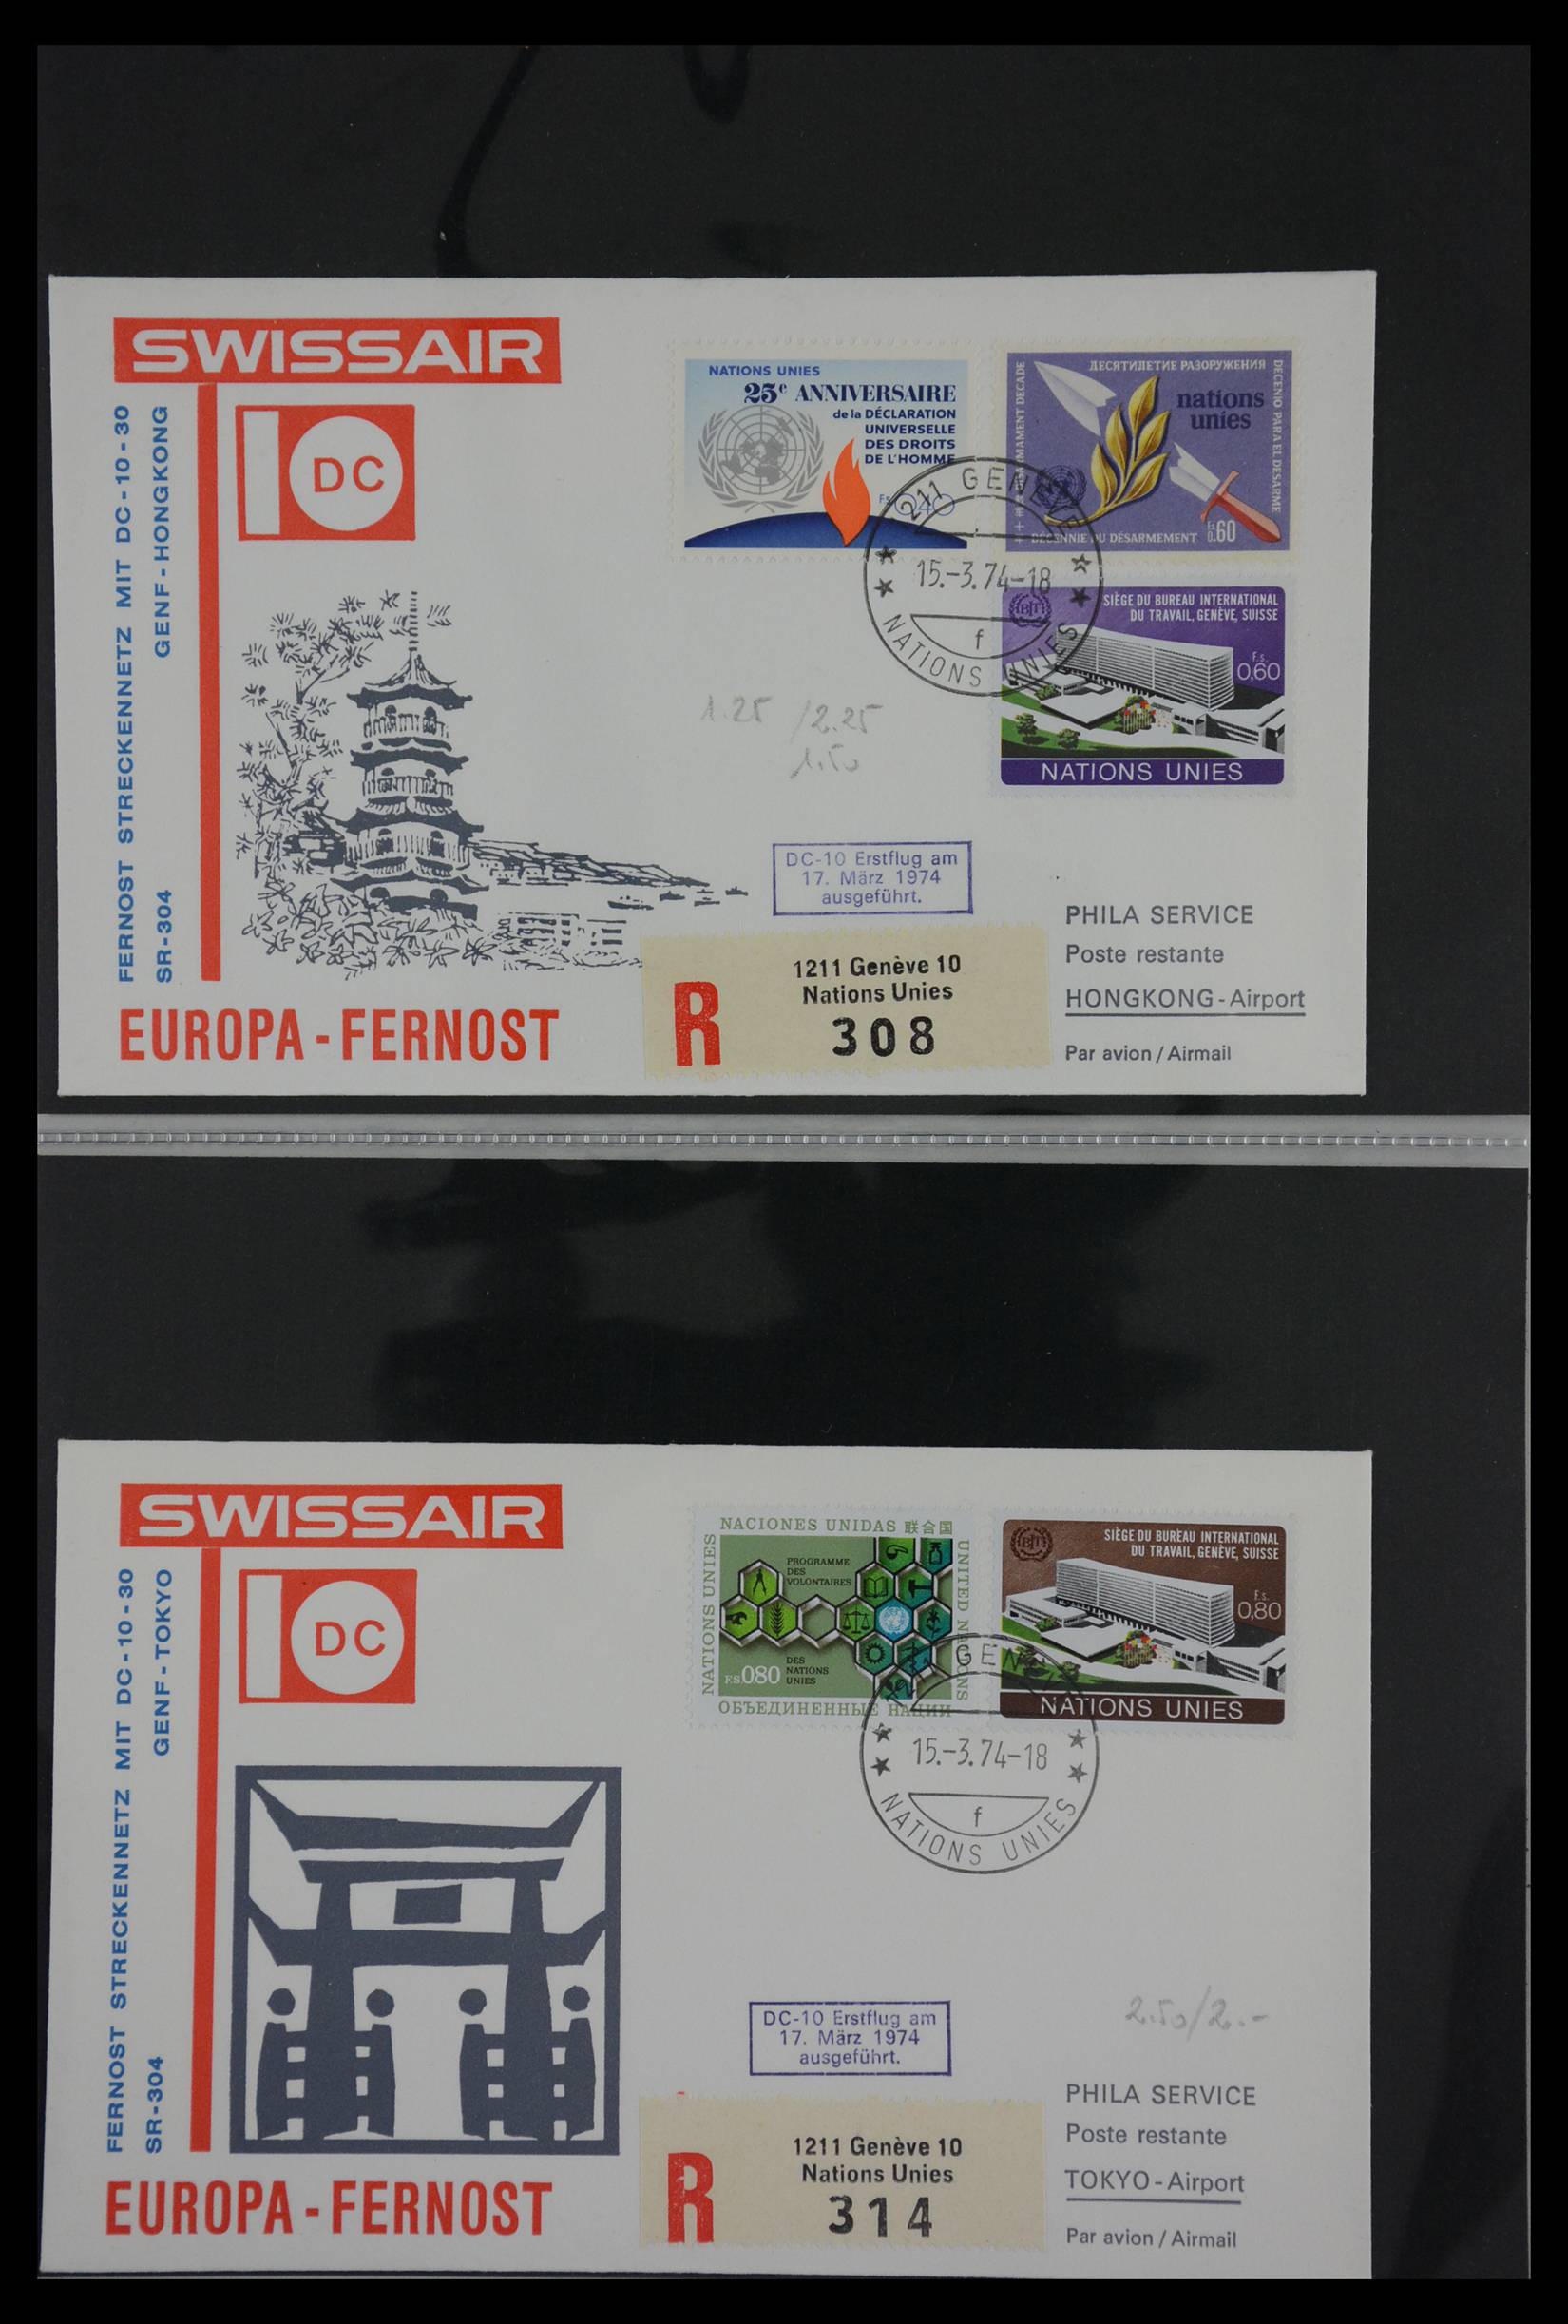 SWISSAIR
FERNOST STRECKENNETZ MIT DC-10-30
SR-304 GENF-HONGKONG
DC
EUROPA-FERNOST
NATIONS UNIES
25e ANNIVERSAIRE
de la DÉCLARATION
UNIVERSELLE
DES DROITS
DE L'HOMME
F.s. 0,40
ДЕСЯТИЛЕТИЕ РАЗОРУЖЕНИЯ
DISARMAMENT DECADE
DECENIO PARA EL DESARME
nations
unies
DÉCENNIE DU DÉSARMEMENT
F.s. 0.60
1211 GENÈVE
15.-3.74-18
f
NATIONS UNIES
BIT
SIÈGE DU BUREAU INTERNATIONAL
DU TRAVAIL, GENÈVE, SUISSE
F.s.
0,60
NATIONS UNIES
1.25 /2.25
1.50
DC-10 Erstflug am
17. März 1974
ausgeführt.
R
1211 Genève 10
Nations Unies
308
PHILA SERVICE
Poste restante
HONGKONG-Airport
Par avion / Airmail
SWISSAIR
FERNOST STRECKENNETZ MIT DC-10-30
SR-304 GENF-TOKYO
DC
EUROPA-FERNOST
NACIONES UNIDAS 联合国
NATIONS UNIES
UNITED NATIONS
PROGRAMME
DES
VOLONTAIRES
DES
NATIONS
UNIES
F.s.0.80
ОБЪЕДИНЕННЫЕ НАЦИИ
BIT
SIÈGE DU BUREAU INTERNATIONAL
DU TRAVAIL, GENÈVE, SUISSE
F.s.
0,80
NATIONS UNIES
1211 GENÈVE
15.-3.74-18
f
NATIONS UNIES
DC-10 Erstflug am
17. März 1974
ausgeführt.
2.50/2.-
R
1211 Genève 10
Nations Unies
314
PHILA SERVICE
Poste restante
TOKYO-Airport
Par avion / Airmail